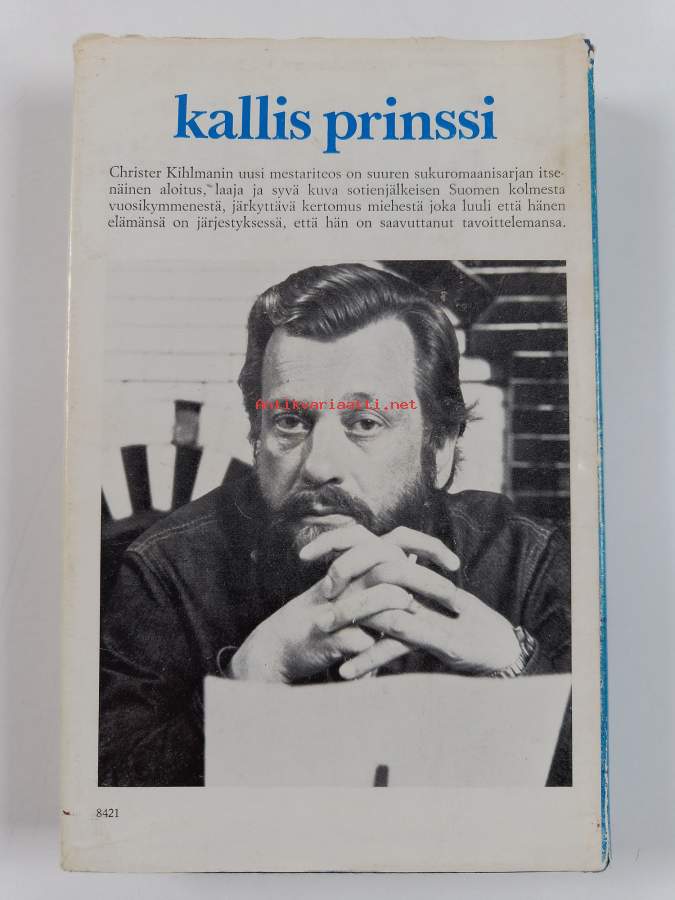 kallis prinssi
Christer Kihlmanin uusi mestariteos on suuren sukuromaanisarjan itse-
näinen aloitus, laaja ja syvä kuva sotienjälkeisen Suomen kolmesta
vuosikymmenestä, järkyttävä kertomus miehestä joka luuli että hänen
elämänsä on järjestyksessä, että hän on saavuttanut tavoittelemansa.
Antikvariaatti.net
8421